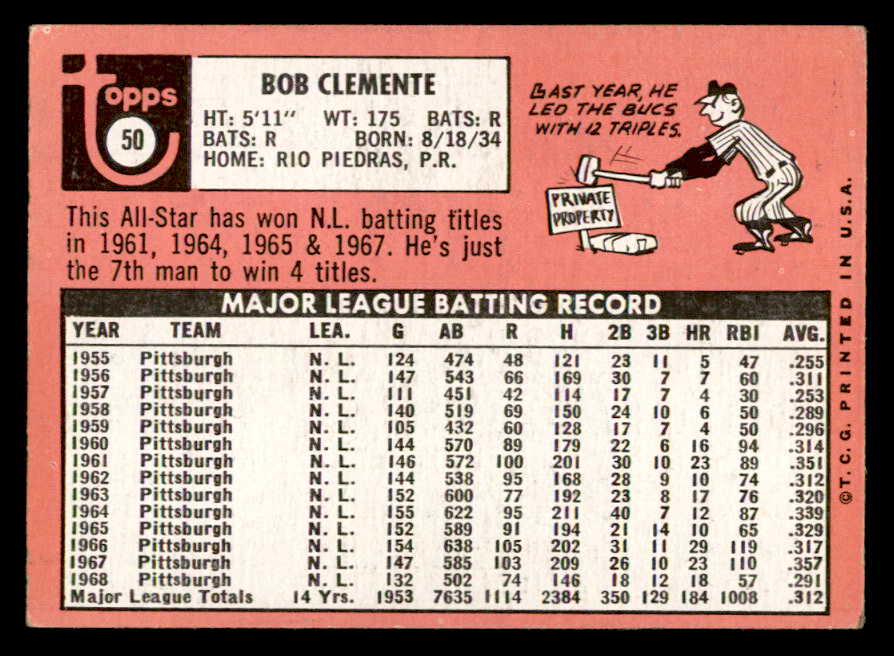 topps
50
BOB CLEMENTE
HT: 5'11" WT: 175 BATS: R
BATS: R BORN: 8/18/34
HOME: RIO PIEDRAS, P.R.
LAST YEAR, HE
LED THE BUCS
WITH 12 TRIPLES.
PRIVATE
PROPERTY
This All-Star has won N.L. batting titles
in 1961, 1964, 1965 & 1967. He's just
the 7th man to win 4 titles.
MAJOR LEAGUE BATTING RECORD
YEAR TEAM LEA. G AB R H 2B 3B HR RBI AVG.
1955 Pittsburgh N. L. 124 474 48 121 23 11 5 47 .255
1956 Pittsburgh N. L. 147 543 66 169 30 7 7 60 .311
1957 Pittsburgh N. L. 111 451 42 114 17 7 4 30 .253
1958 Pittsburgh N. L. 140 519 69 150 24 10 6 50 .289
1959 Pittsburgh N. L. 105 432 60 128 17 7 4 50 .296
1960 Pittsburgh N. L. 144 570 89 179 22 6 16 94 .314
1961 Pittsburgh N. L. 146 572 100 201 30 10 23 89 .351
1962 Pittsburgh N. L. 144 538 95 168 28 9 10 74 .312
1963 Pittsburgh N. L. 152 600 77 192 23 8 17 76 .320
1964 Pittsburgh N. L. 155 622 95 211 40 7 12 87 .339
1965 Pittsburgh N. L. 152 589 91 194 21 14 10 65 .329
1966 Pittsburgh N. L. 154 638 105 202 31 11 29 119 .317
1967 Pittsburgh N. L. 147 585 103 209 26 10 23 110 .357
1968 Pittsburgh N. L. 132 502 74 146 18 12 18 57 .291
Major League Totals 14 Yrs. 1953 7635 1114 2384 350 129 184 1008 .312
©T.C.G. PRINTED IN U.S.A.